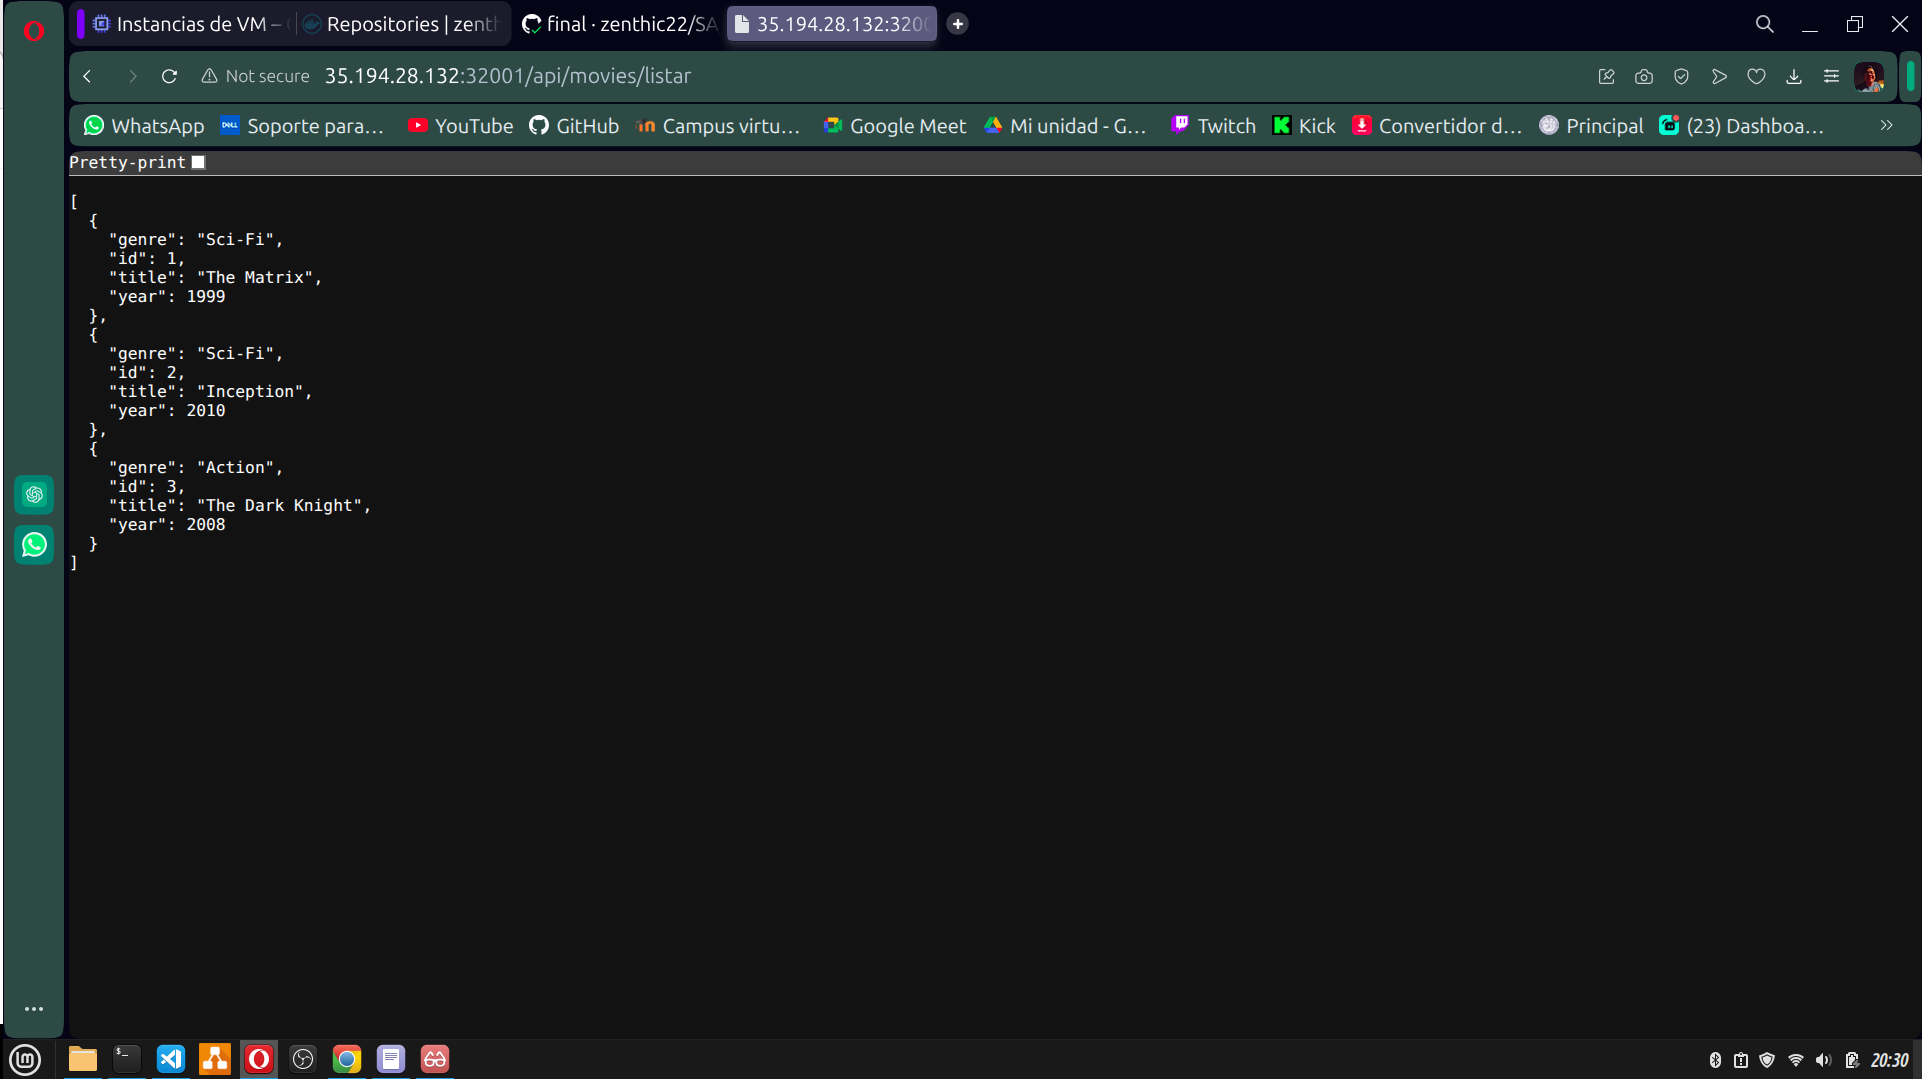 Instancias de VM –
Repositories | zenth
final · zenthic22/SA
35.194.28.132:3200
Not secure 35.194.28.132:32001/api/movies/listar
WhatsApp
Soporte para...
YouTube
GitHub
Campus virtu...
Google Meet
Mi unidad - G...
Twitch
Kick
Convertidor d...
Principal
(23) Dashboa...
Pretty-print
[
  {
    "genre": "Sci-Fi",
    "id": 1,
    "title": "The Matrix",
    "year": 1999
  },
  {
    "genre": "Sci-Fi",
    "id": 2,
    "title": "Inception",
    "year": 2010
  },
  {
    "genre": "Action",
    "id": 3,
    "title": "The Dark Knight",
    "year": 2008
  }
]
20:30